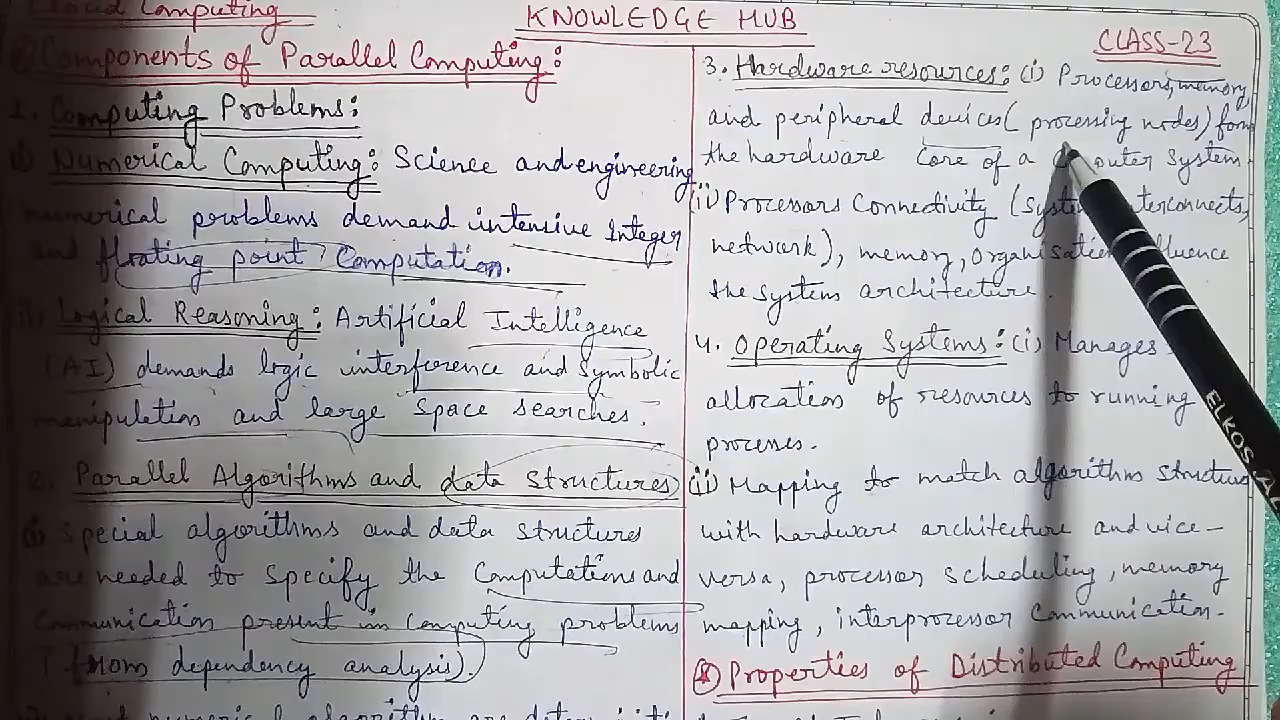 Cloud Computing
KNOWLEDGE HUB
CLASS-23
Components of Parallel Computing:
1. Computing Problems:
i) Numerical Computing: Science and engineering
numerical problems demand intensive Integer
and floating point Computation.
ii) Logical Reasoning: Artificial Intelligence
(AI) demands logic interference and Symbolic
manipulation and large Space searches.
2. Parallel Algorithms and data structures
(i) Special algorithms and data structures
are needed to specify the Computations and
Communication present in Computing problems
(from dependency analysis).
3. Hardware resources: (i) Processors, memory
and peripheral devices (processing nodes) form
the hardware Core of a System.
(ii) Processors Connectivity (System
network), memory, Organisation
the system architecture.
4. Operating Systems: (i) Manages
allocation of resources to running
processes.
ii) Mapping to match algorithm structure
with hardware architecture and vice-
versa, processor scheduling, memory
mapping, interprocessor Communication.
Properties of Distributed Computing
ELKOS